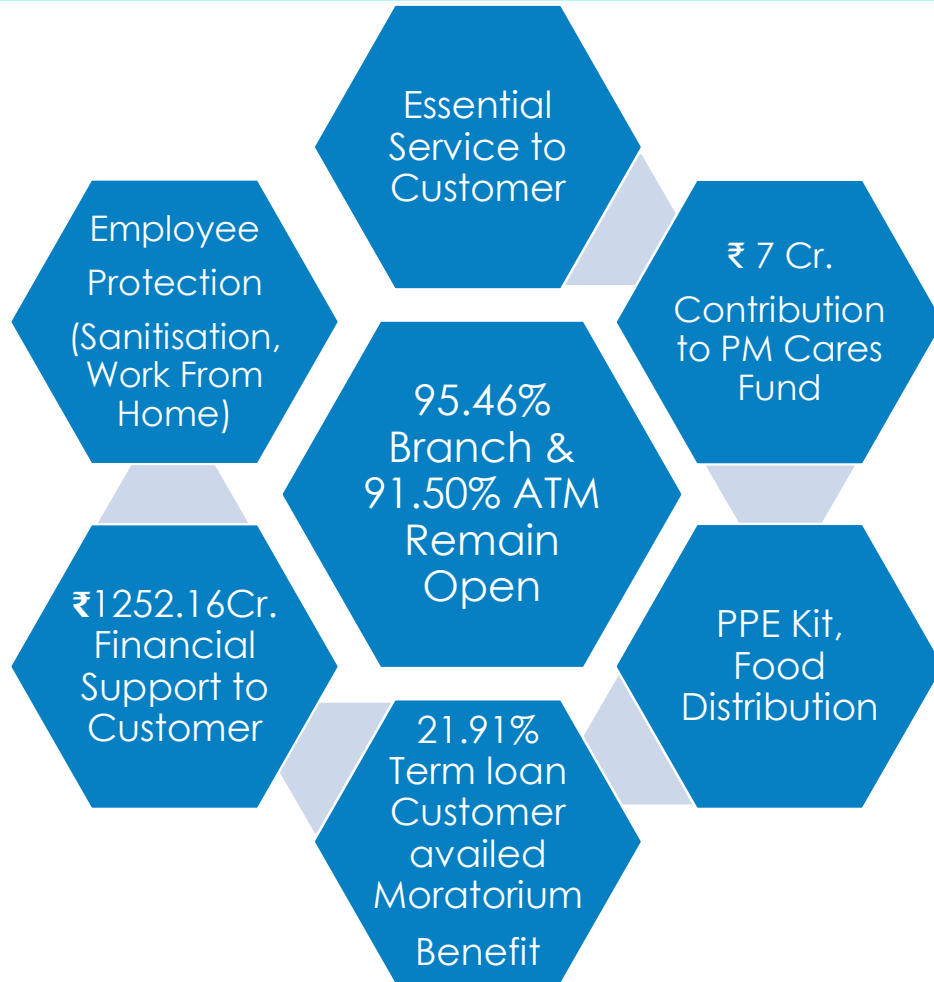 Essential
Service to
Customer
₹ 7 Cr.
Contribution
to PM Cares
Fund
PPE Kit,
Food
Distribution
21.91%
Term loan
Customer
availed
Moratorium
Benefit
₹1252.16Cr.
Financial
Support to
Customer
Employee
Protection
(Sanitisation,
Work From
Home)
95.46%
Branch &
91.50% ATM
Remain
Open